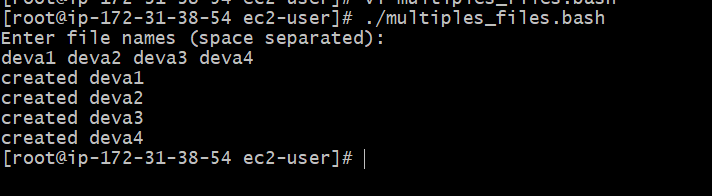 [root@ip-172-31-38-54 ec2-user]# vi multiples_files.bash
[root@ip-172-31-38-54 ec2-user]# ./multiples_files.bash
Enter file names (space separated):
deva1 deva2 deva3 deva4
created deva1
created deva2
created deva3
created deva4
[root@ip-172-31-38-54 ec2-user]#